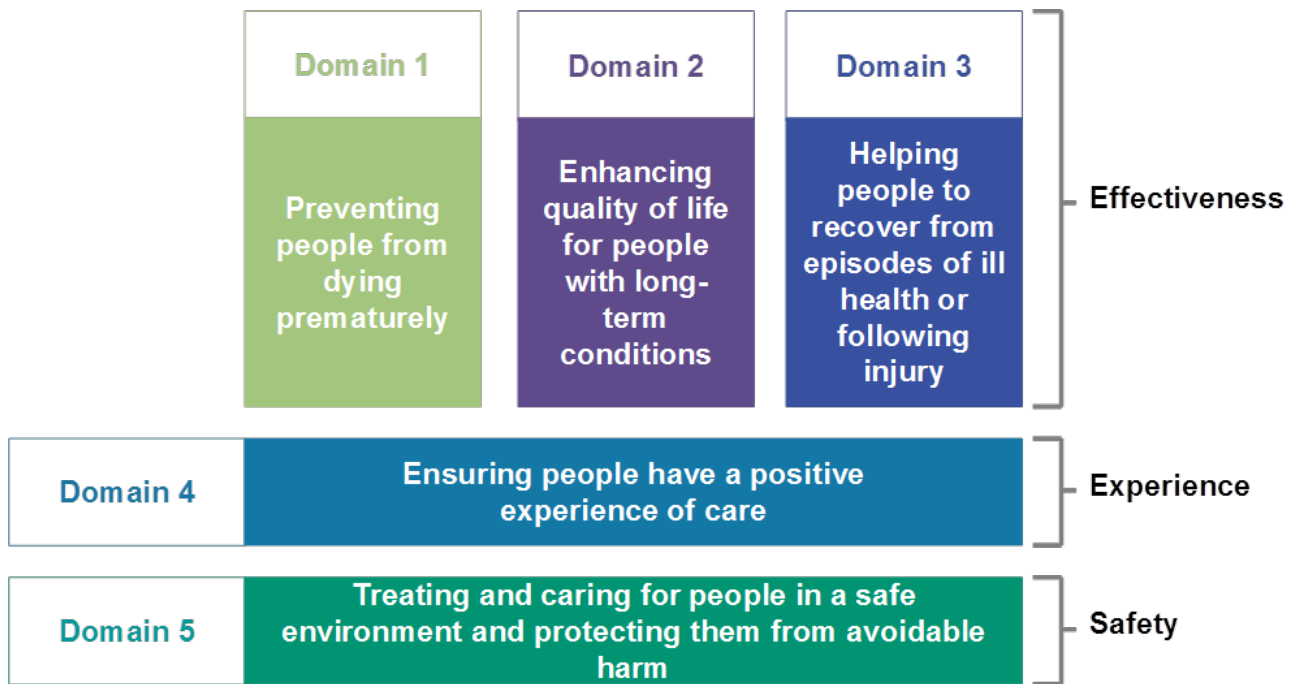 Domain 1
Preventing
people from
dying
prematurely
Domain 2
Enhancing
quality of life
for people
with long-
term
conditions
Domain 3
Helping
people to
recover from
episodes of ill
health or
following
injury
Effectiveness
Domain 4
Ensuring people have a positive
experience of care
Experience
Domain 5
Treating and caring for people in a safe
environment and protecting them from avoidable
harm
Safety